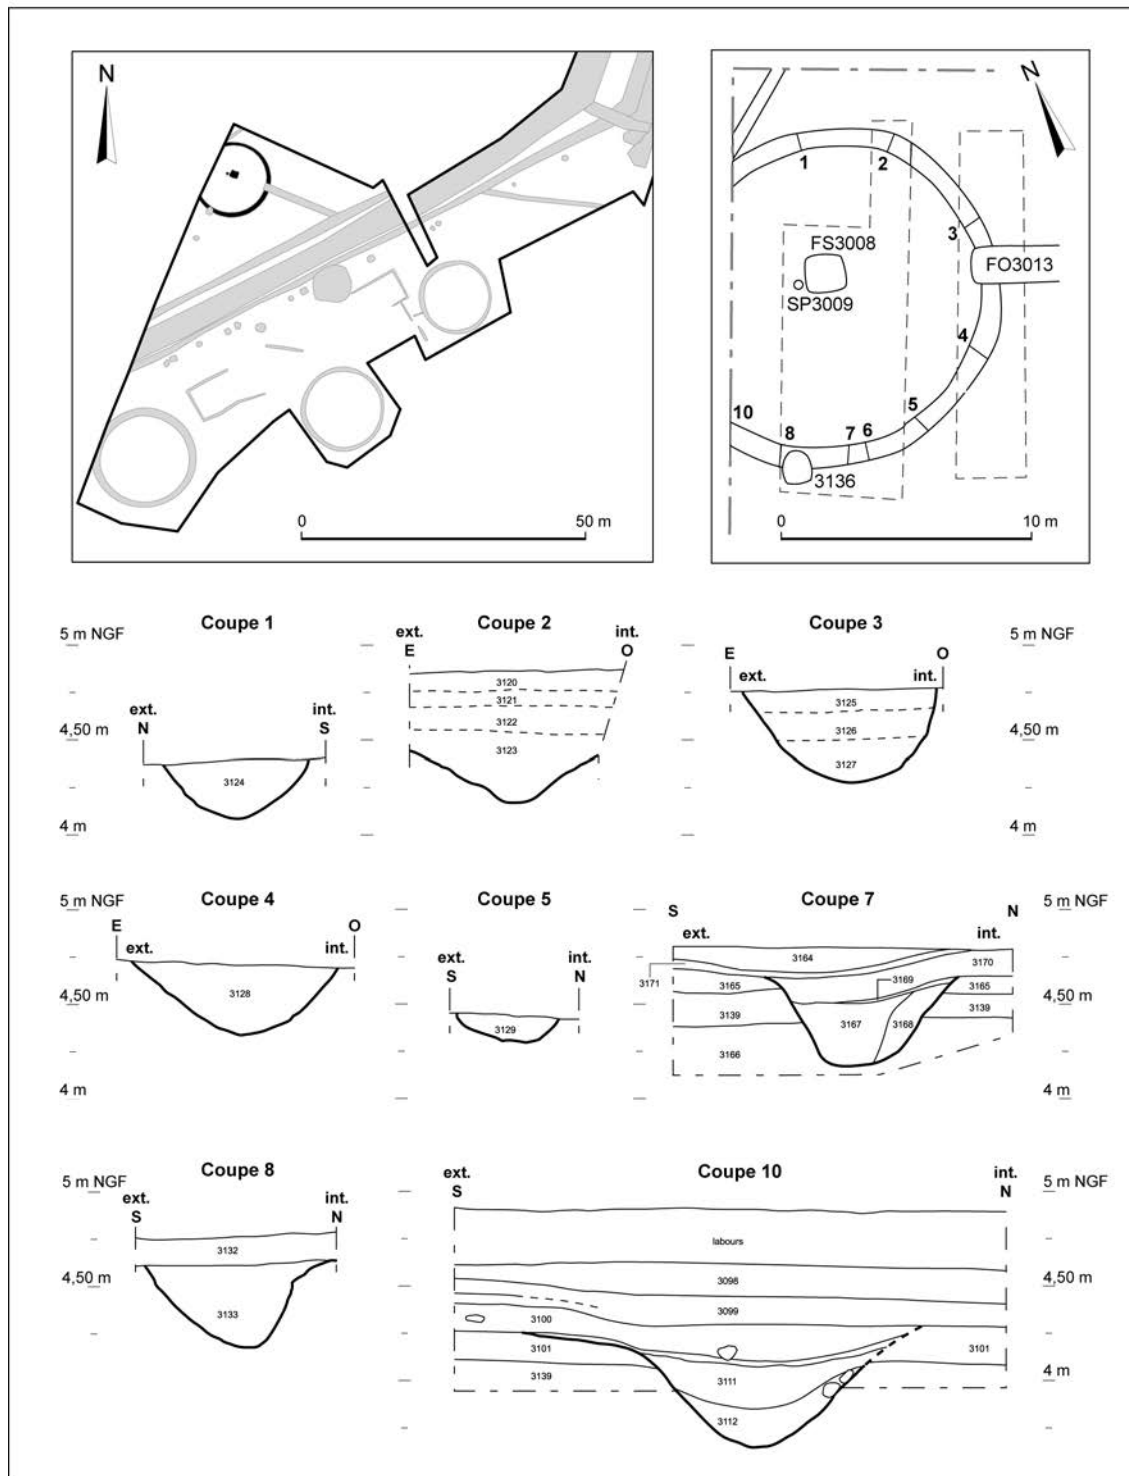 N
0
50 m
N
1
2
3
FS3008
SP3009
FO3013
4
5
10
8
7
6
3136
0
10 m
Coupe 1
5 m NGF
4,50 m
4 m
ext.
N
int.
S
3124
Coupe 2
ext.
E
int.
O
3120
3121
3122
3123
Coupe 3
5 m NGF
4,50 m
4 m
E
ext.
int.
O
3125
3126
3127
Coupe 4
5 m NGF
4,50 m
4 m
E
ext.
int.
O
3128
Coupe 5
ext.
S
int.
N
3129
Coupe 7
5 m NGF
4,50 m
4 m
S
ext.
N
int.
3164
3170
3171
3165
3169
3165
3139
3167
3168
3139
3166
Coupe 8
5 m NGF
4,50 m
ext.
S
int.
N
3132
3133
Coupe 10
5 m NGF
4,50 m
4 m
ext.
S
int.
N
labours
3098
3099
3100
3101
3101
3139
3111
3112